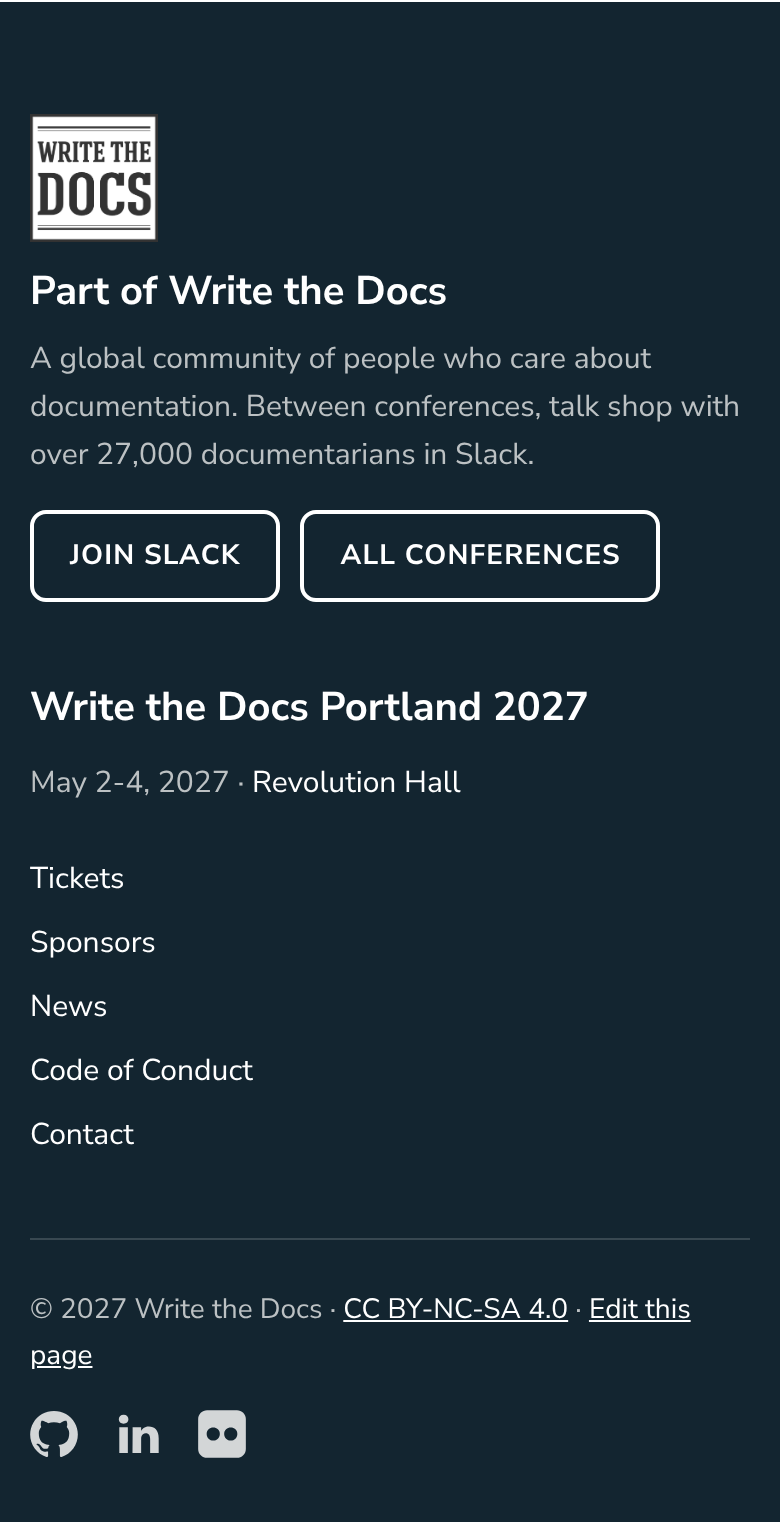 WRITE THE
DOCS
Part of Write the Docs
A global community of people who care about
documentation. Between conferences, talk shop with
over 27,000 documentarians in Slack.
JOIN SLACK
ALL CONFERENCES
Write the Docs Portland 2027
May 2-4, 2027 · Revolution Hall
Tickets
Sponsors
News
Code of Conduct
Contact
© 2027 Write the Docs · CC BY-NC-SA 4.0 · Edit this
page
in